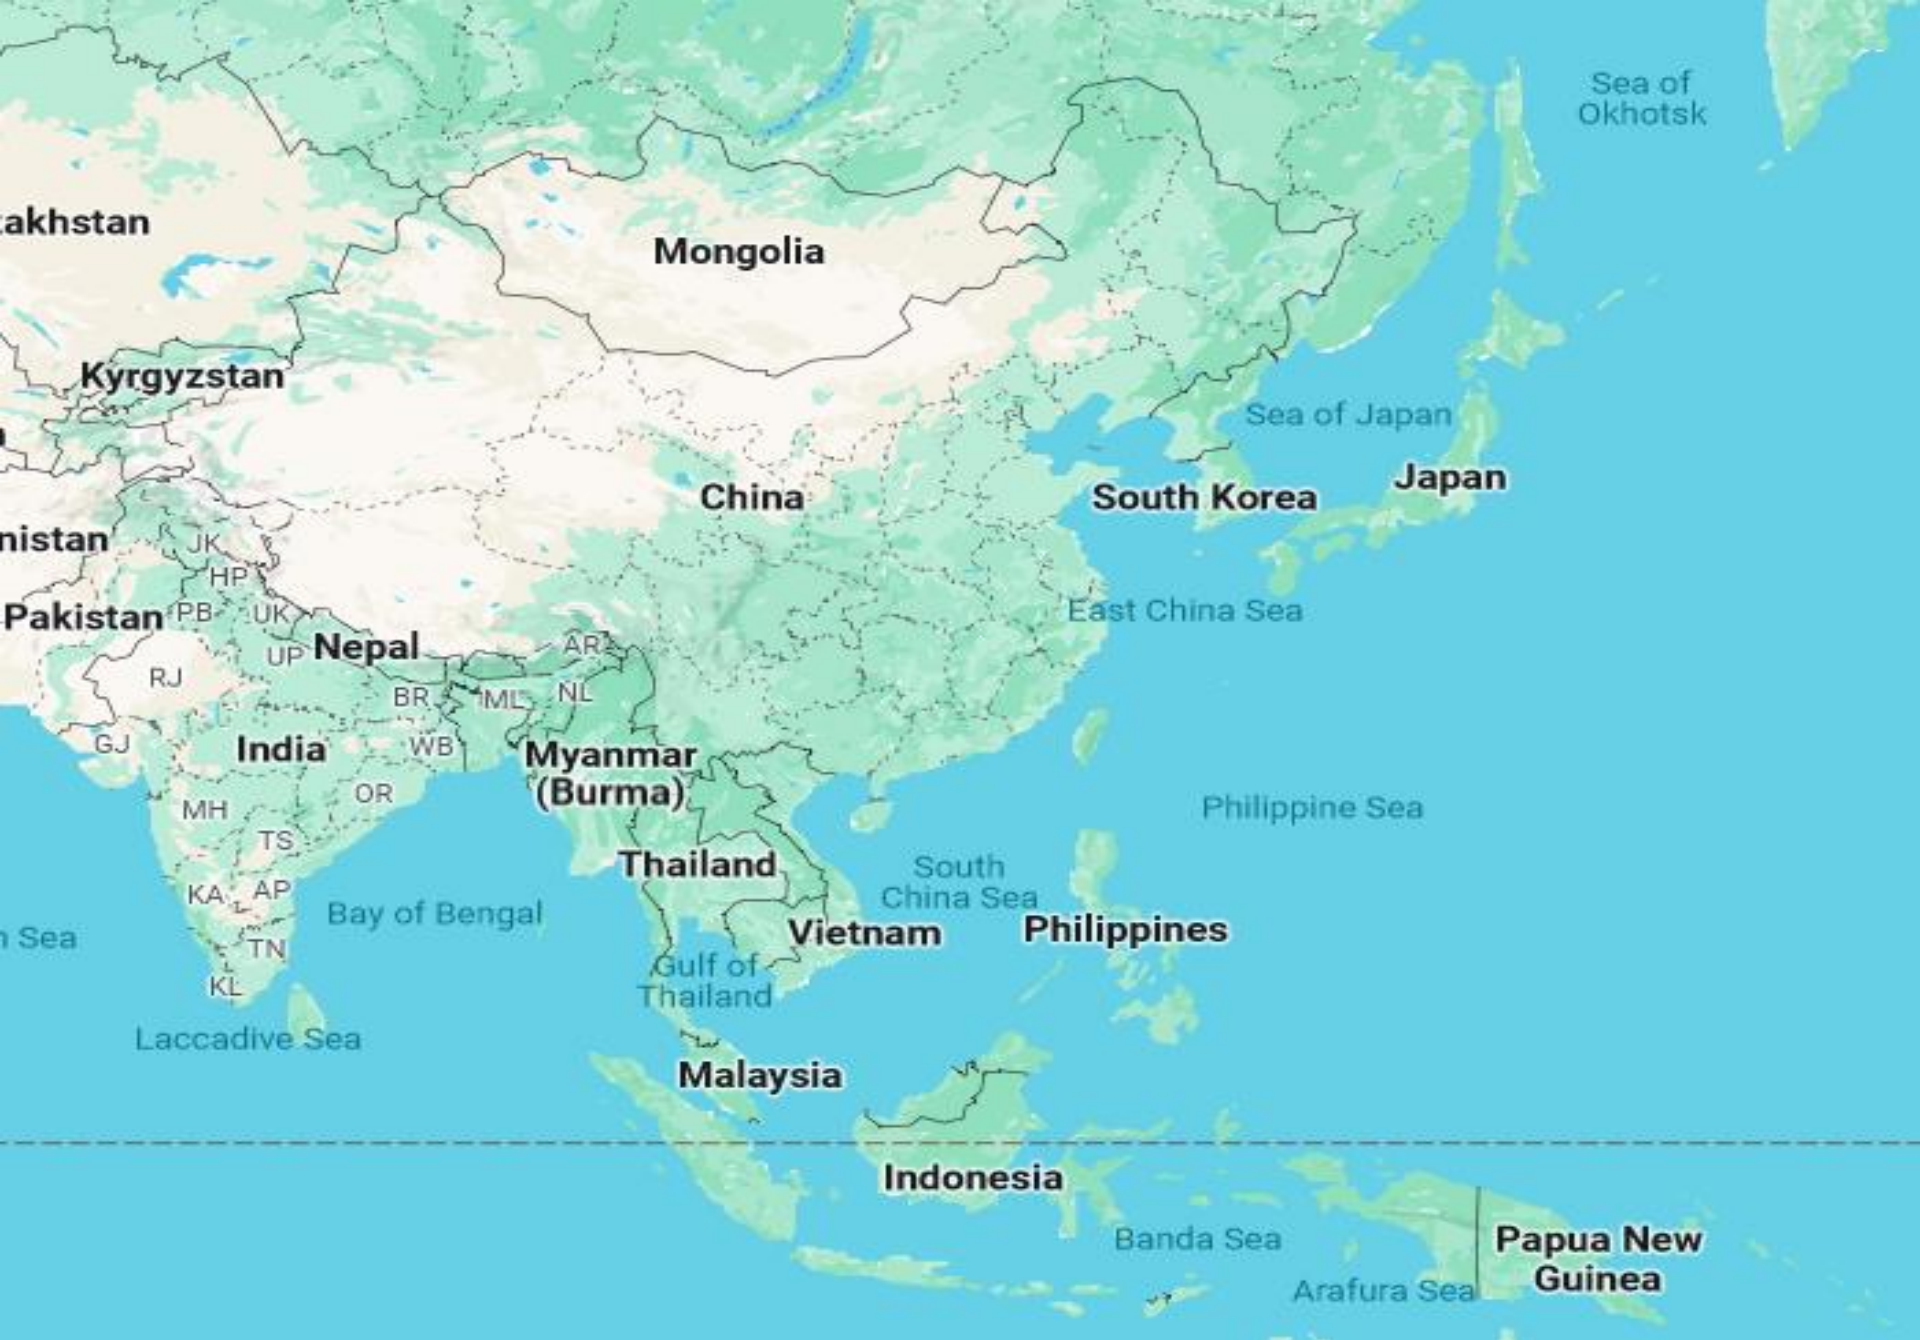 Sea of
Okhotsk
akhstan
Mongolia
Kyrgyzstan
Sea of Japan
Japan
China
South Korea
nistan
JK
HP
Pakistan
PB
UK
East China Sea
Nepal
UP
AR
RJ
BR
ML
NL
GJ
India
WB
Myanmar
(Burma)
OR
MH
Philippine Sea
TS
Thailand
South
China Sea
KA
AP
Bay of Bengal
Vietnam
Philippines
Sea
TN
Gulf of
Thailand
KL
Laccadive Sea
Malaysia
Indonesia
Banda Sea
Papua New
Guinea
Arafura Sea